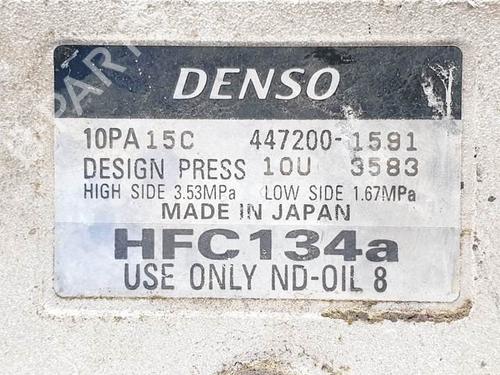 DENSO
10PA15C 447200-1591
DESIGN PRESS 10U 3583
HIGH SIDE 3.53MPa LOW SIDE 1.67MPa
MADE IN JAPAN
HFC134a
USE ONLY ND-OIL 8